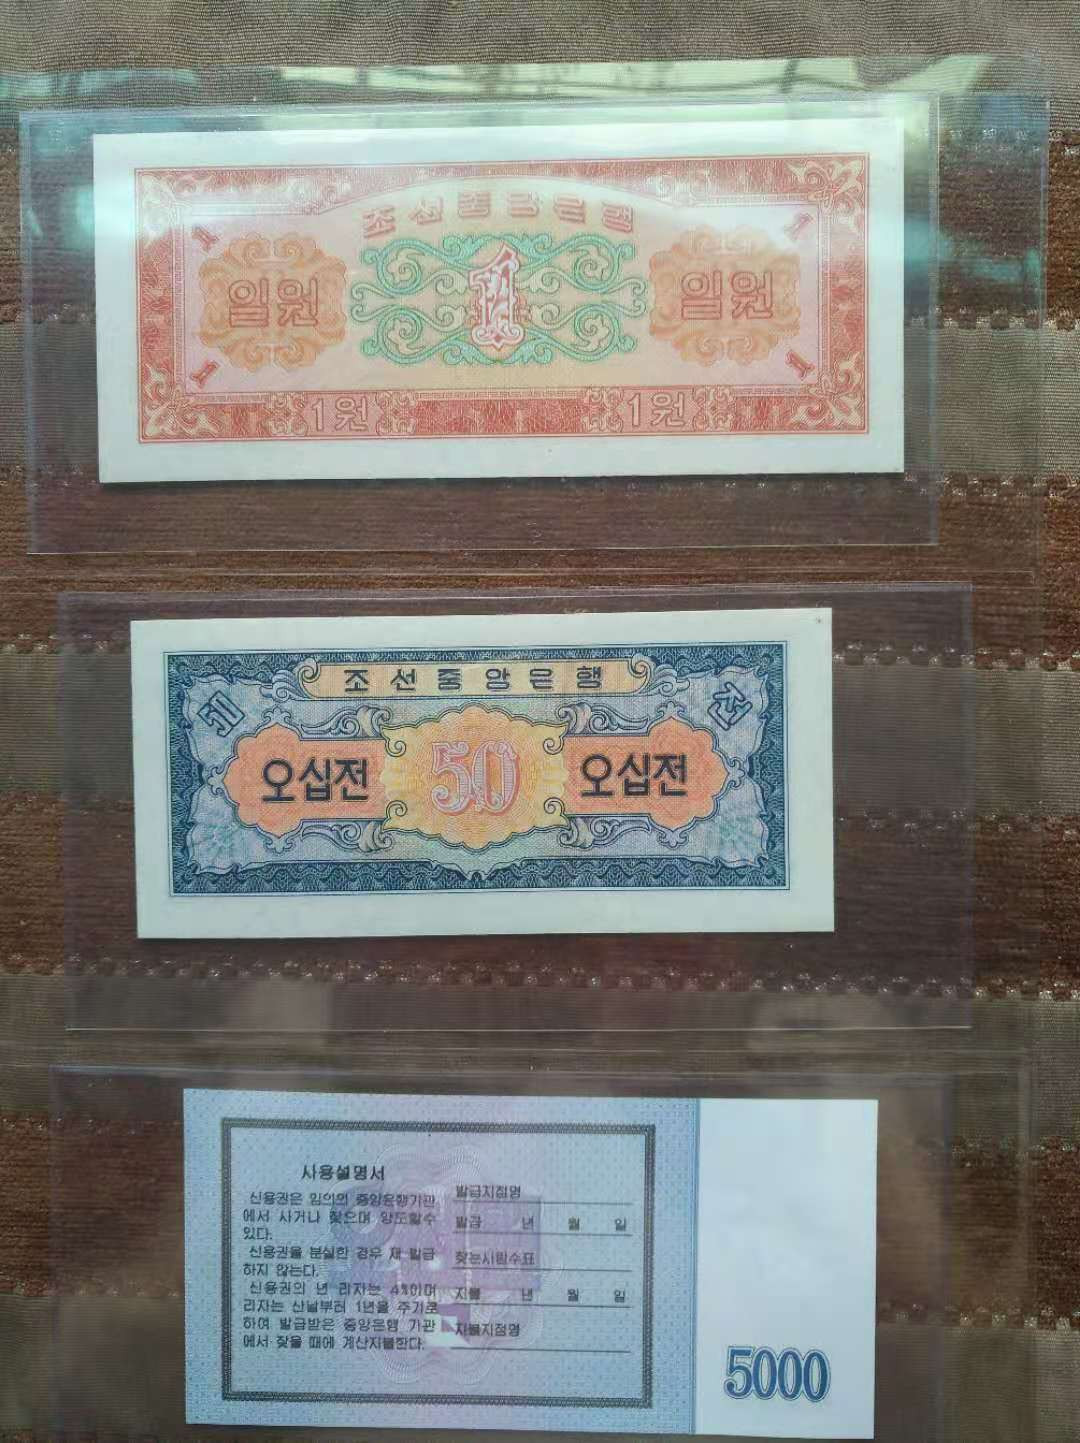 조선중앙은행
1 1
일원 일원
1 1
1원 1원
조선중앙은행
50 전
오십전 50 오십전
사용설명서
신용권은 임의의 중앙은행기관
에서 사거나 찾으며 양도할수
있다.
신용권을 분실한 경우 재 발급
하지 않는다.
신용권의 년 리자는 4%이며
리자는 산날부터 1년을 주기로
하여 발급받은 중앙은행 기관
에서 찾을 때에 계산지불한다.
발급지점명
발급 년 월 일
찾는사람수표
지불 년 월 일
지불지점명
5000